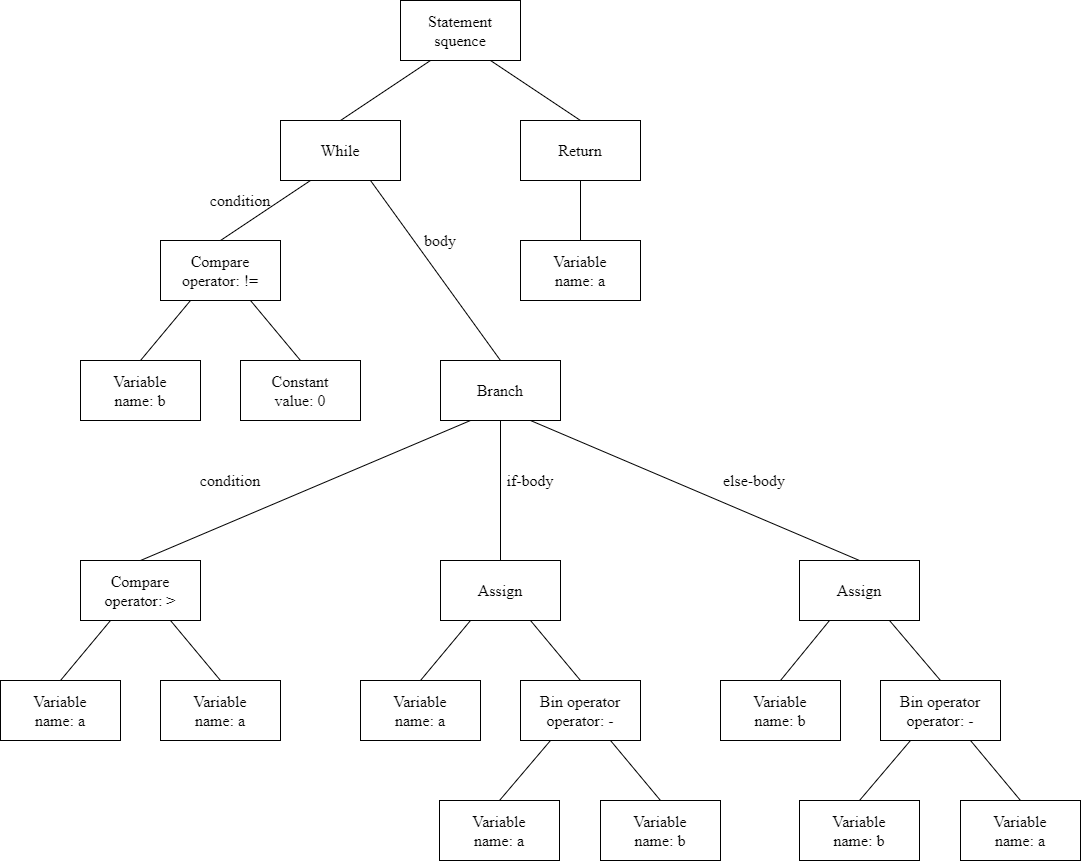 Statement
squence
While
Return
condition
body
Compare
operator: !=
Variable
name: a
Variable
name: b
Constant
value: 0
Branch
condition
if-body
else-body
Compare
operator: >
Assign
Assign
Variable
name: a
Variable
name: a
Variable
name: a
Bin operator
operator: -
Variable
name: b
Bin operator
operator: -
Variable
name: a
Variable
name: b
Variable
name: b
Variable
name: a